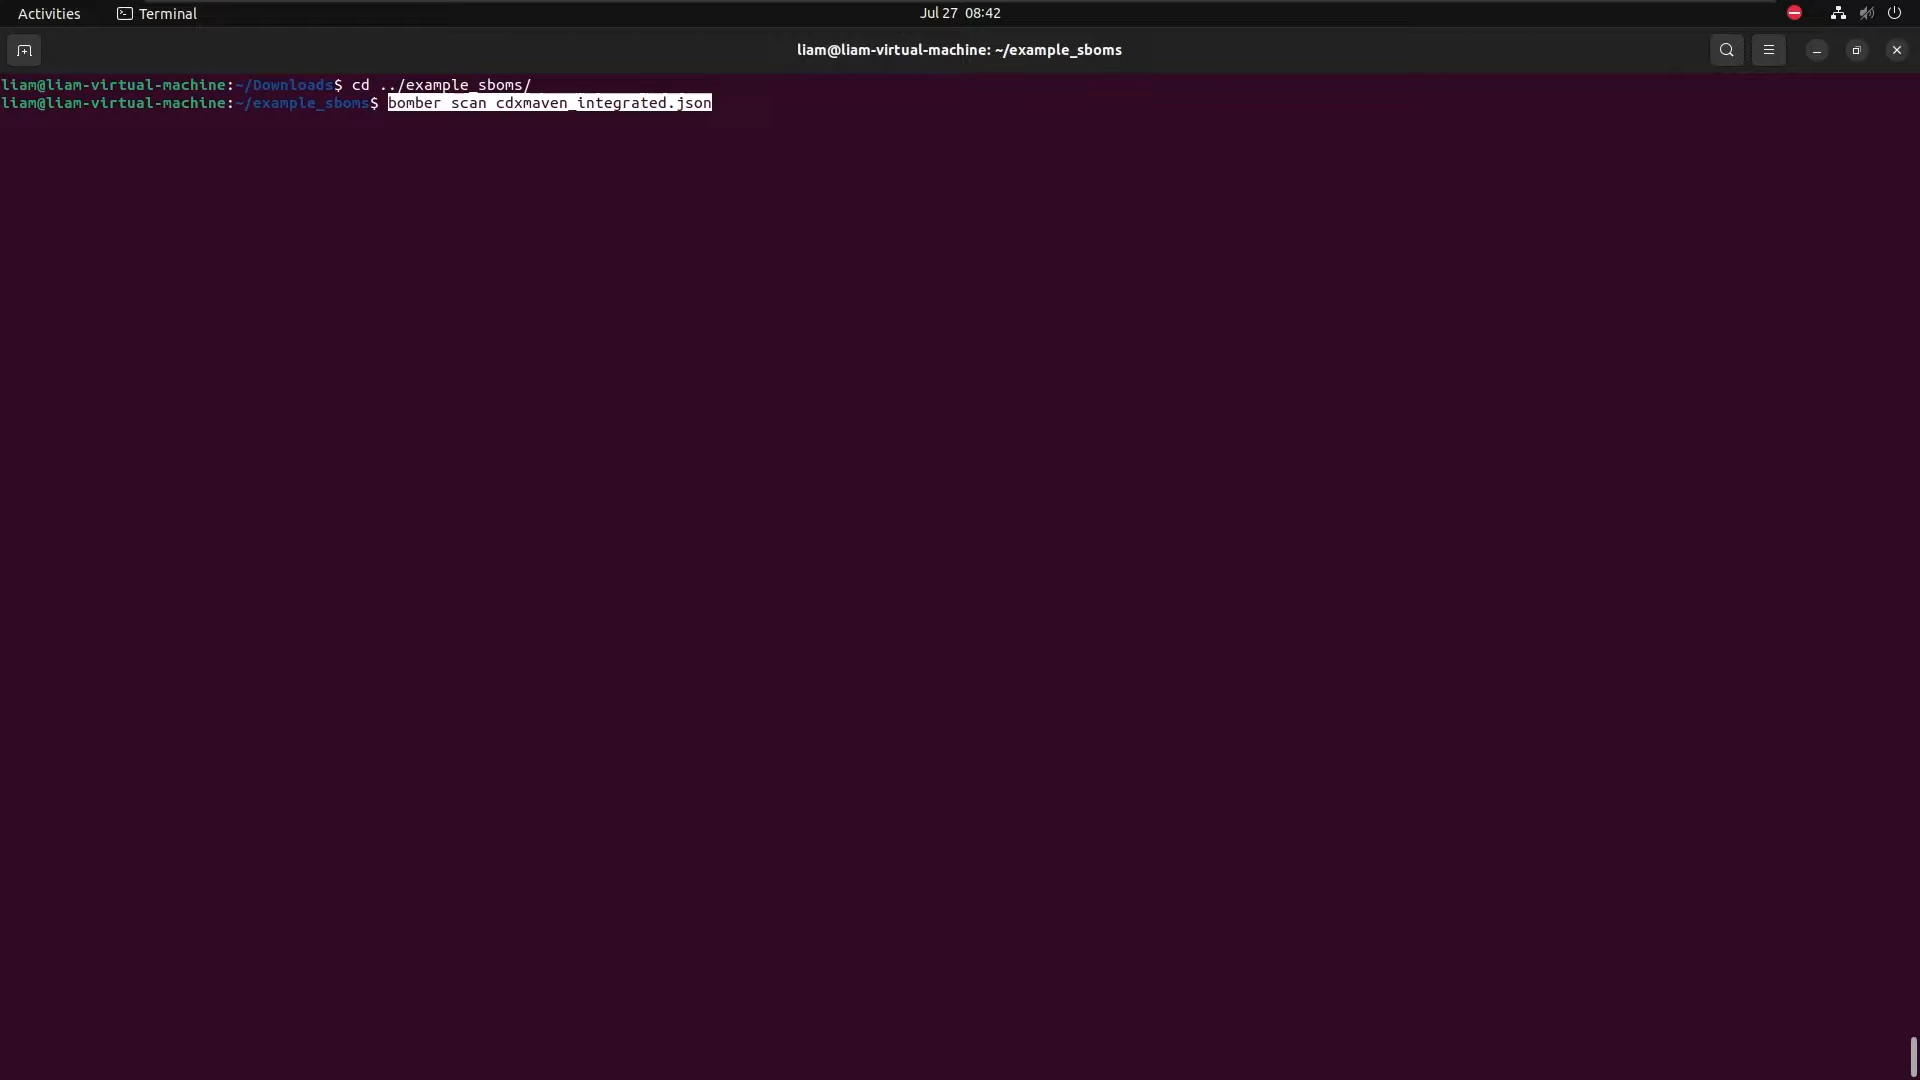 Activities Terminal Jul 27 08:42
liam@liam-virtual-machine: ~/example_sboms
liam@liam-virtual-machine:~/Downloads$ cd ../example_sboms/
liam@liam-virtual-machine:~/example_sboms$ bomber scan cdxmaven_integrated.json